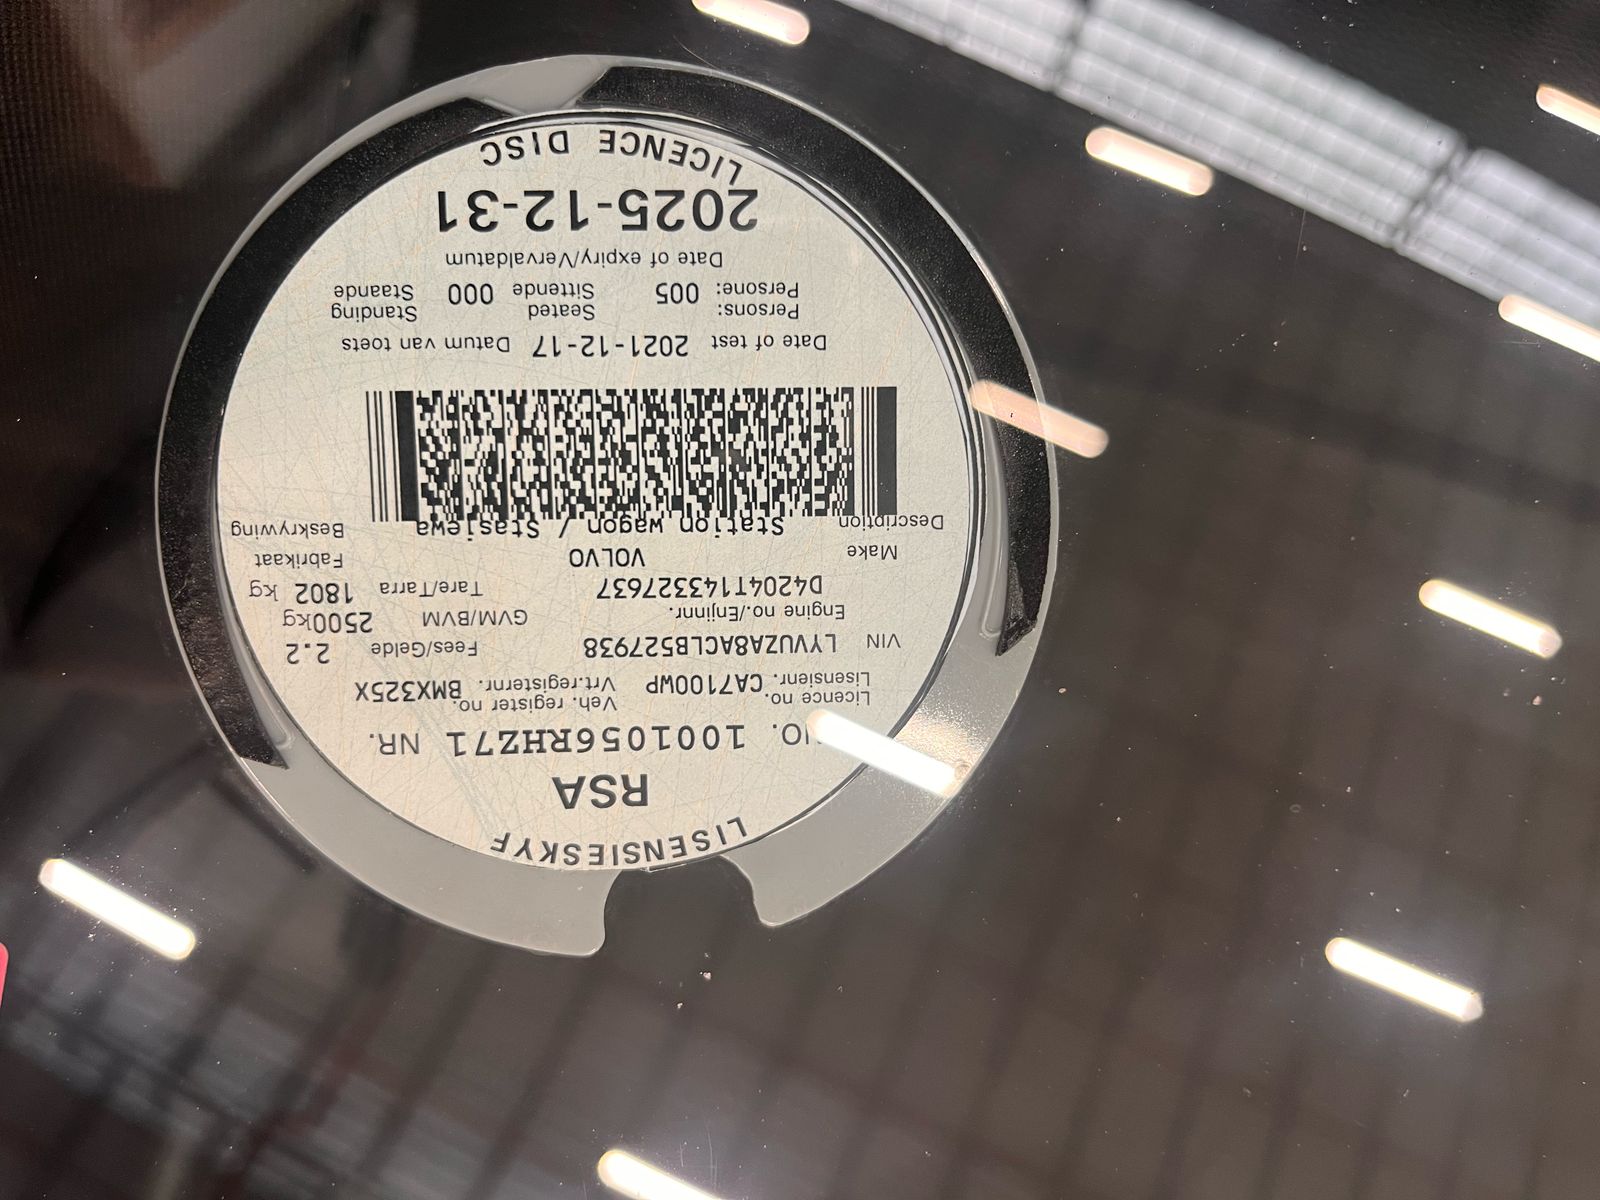 LISENSIESKYF
RSA
NO. 1001056RHZ71 NR.
Licence no. Veh. register no.
Lisensienr. CA7100WP Vrt.registernr. BMX325X
VIN LYVUZA8ACLB527938 Fees/Gelde 2.2
Engine no./Enjinnr. GVM/BVM 2500kg
D4204T143327637 Tare/Tarra 1802 kg
Make VOLVO Fabrikaat
Description Station wagon / Stasiewa Beskrywing
Date of test 2021-12-17 Datum van toets
Persons: Seated Standing
Persone: 005 Sittende 000 Staande
Date of expiry/Vervaldatum
2025-12-31
LICENCE DISC